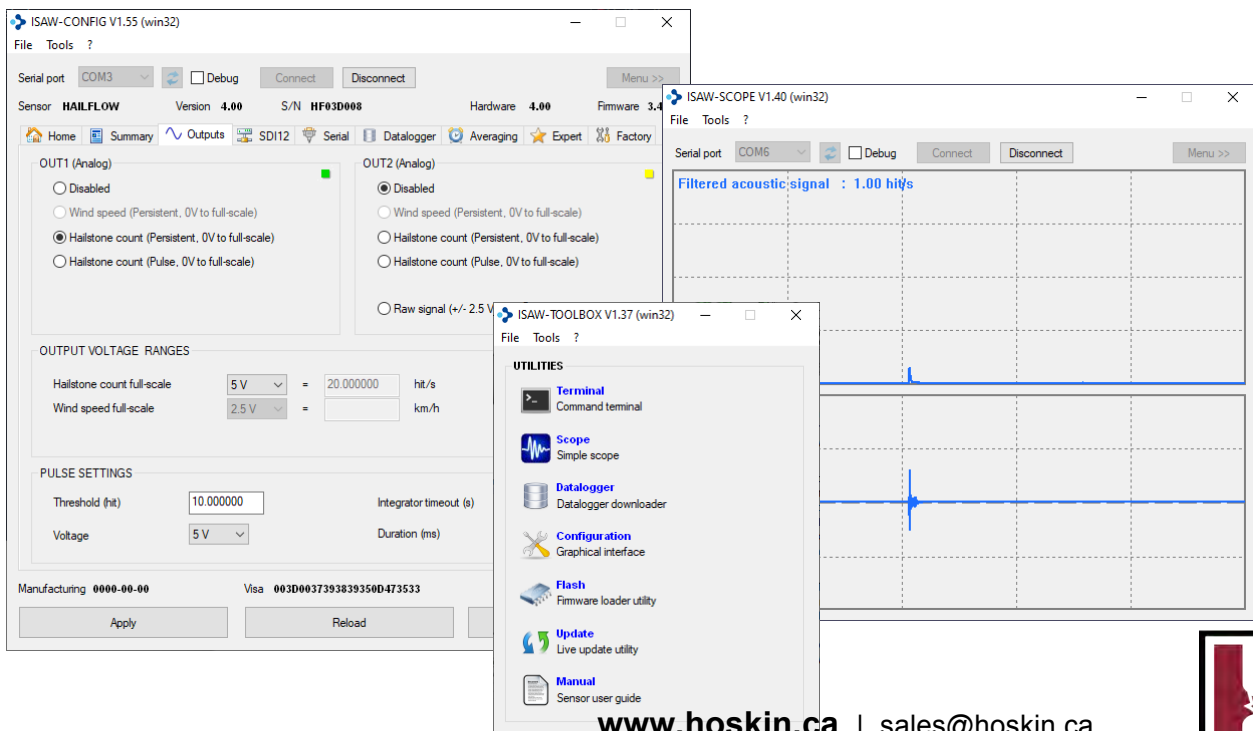 ISAW-CONFIG V1.55 (win32)
File Tools ?
Serial port COM3 Debug Connect Disconnect Menu >>
Sensor HAILFLOW Version 4.00 S/N HF03D008 Hardware 4.00 Firmware 3.4
Home Summary Outputs SDI12 Serial Datalogger Averaging Expert Factory
OUT1 (Analog)
Disabled
Wind speed (Persistent, 0V to full-scale)
Hailstone count (Persistent, 0V to full-scale)
Hailstone count (Pulse, 0V to full-scale)
OUT2 (Analog)
Disabled
Wind speed (Persistent, 0V to full-scale)
Hailstone count (Persistent, 0V to full-scale)
Hailstone count (Pulse, 0V to full-scale)
Raw signal (+/- 2.5 V
OUTPUT VOLTAGE RANGES
Hailstone count full-scale 5 V = 20.000000 hit/s
Wind speed full-scale 2.5 V = km/h
PULSE SETTINGS
Threshold (hit) 10.000000 Integrator timeout (s)
Voltage 5 V Duration (ms)
Manufacturing 0000-00-00 Visa 003D0037393839350D473533
Apply Reload
ISAW-SCOPE V1.40 (win32)
File Tools ?
Serial port COM6 Debug Connect Disconnect Menu >>
Filtered acoustic signal : 1.00 hit/s
ISAW-TOOLBOX V1.37 (win32)
File Tools ?
UTILITIES
Terminal
Command terminal
Scope
Simple scope
Datalogger
Datalogger downloader
Configuration
Graphical interface
Flash
Firmware loader utility
Update
Live update utility
Manual
Sensor user guide
www.hoskin.ca | sales@hoskin.ca